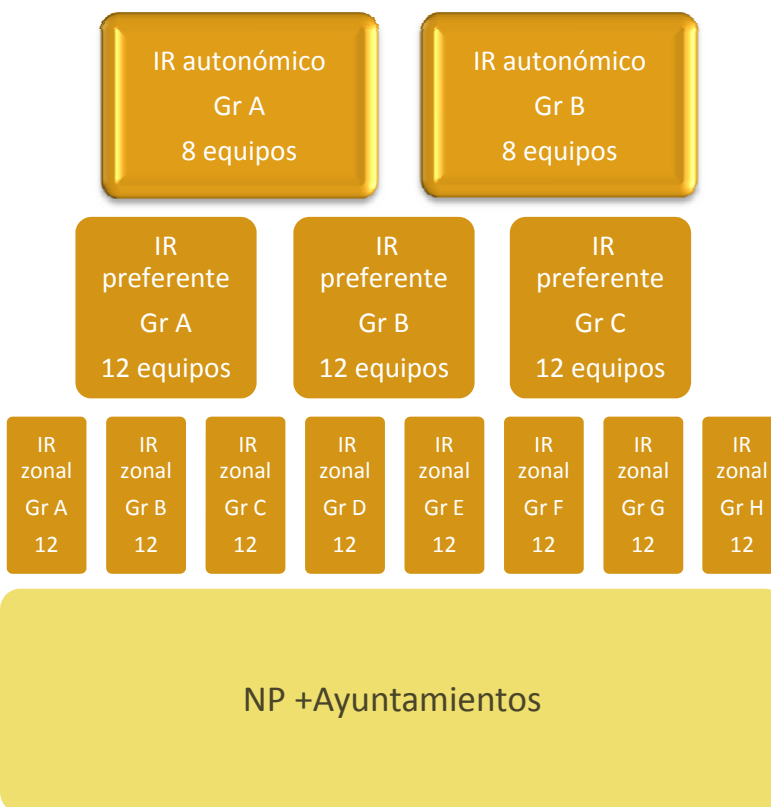 IR autonómico
Gr A
8 equipos
IR autonómico
Gr B
8 equipos
IR
preferente
Gr A
12 equipos
IR
preferente
Gr B
12 equipos
IR
preferente
Gr C
12 equipos
IR
zonal
Gr A
12
IR
zonal
Gr B
12
IR
zonal
Gr C
12
IR
zonal
Gr D
12
IR
zonal
Gr E
12
IR
zonal
Gr F
12
IR
zonal
Gr G
12
IR
zonal
Gr H
12
NP +Ayuntamientos